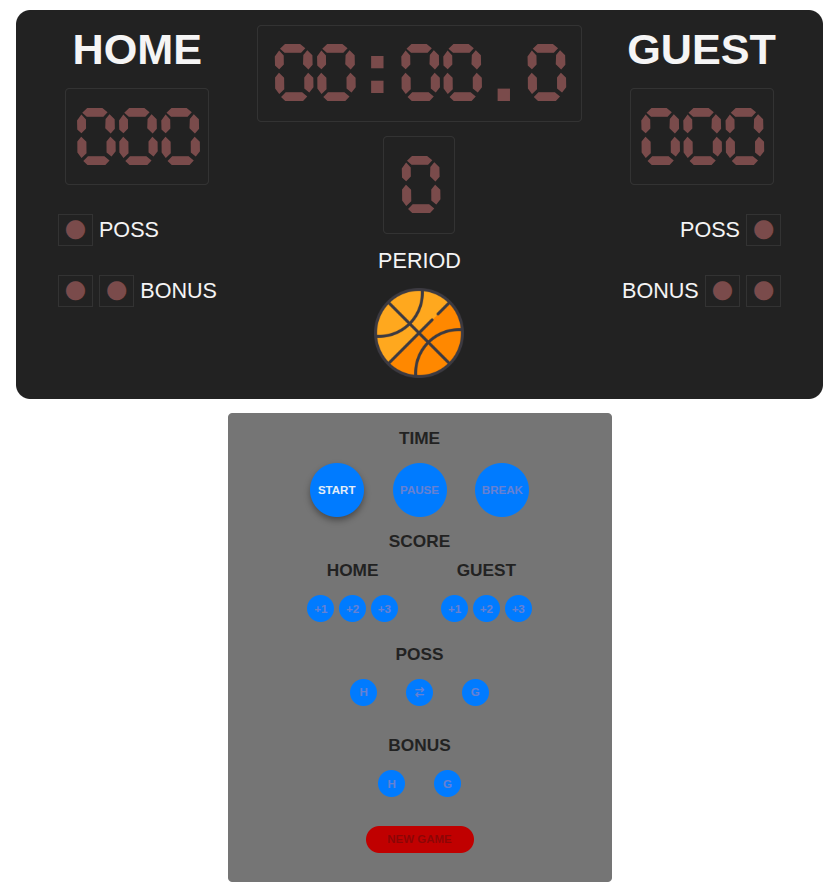 HOME 00:00.0 GUEST
000 000
0
POSS POSS
PERIOD
BONUS BONUS
TIME
START PAUSE BREAK
SCORE
HOME GUEST
+1 +2 +3 +1 +2 +3
POSS
H ⇄ G
BONUS
H G
NEW GAME